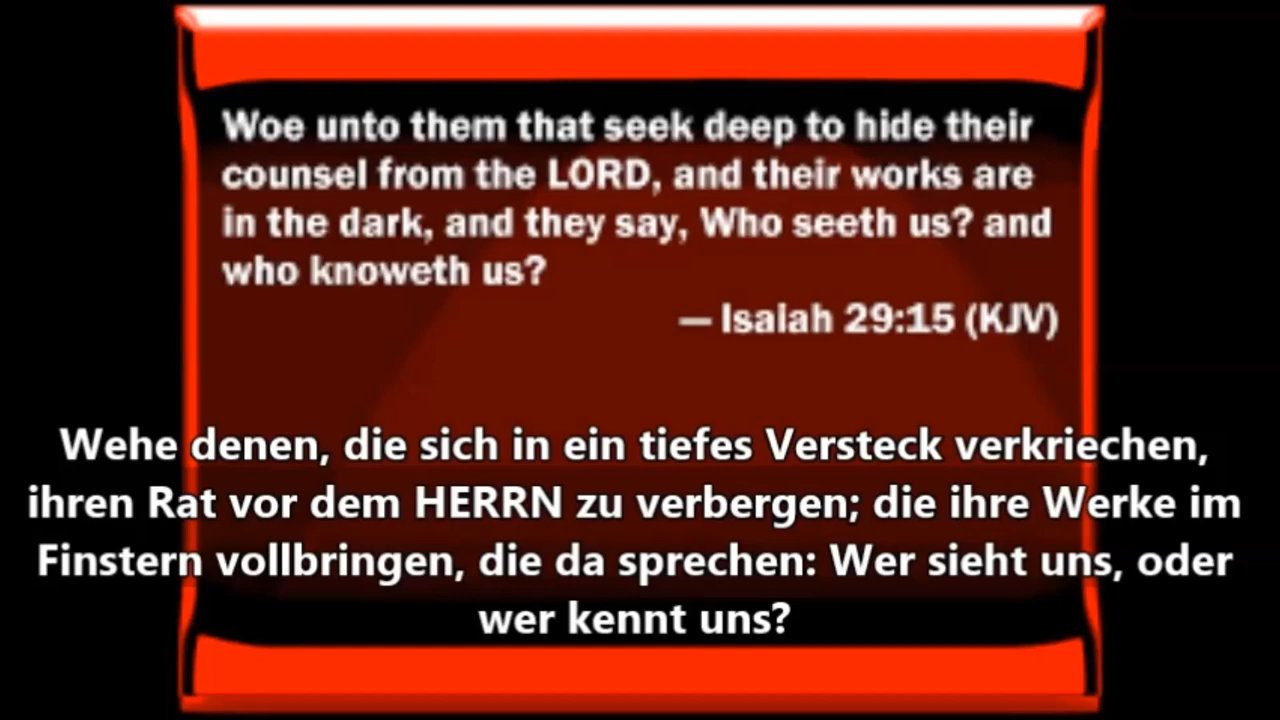 Woe unto them that seek deep to hide their
counsel from the LORD, and their works are
in the dark, and they say, Who seeth us? and
who knoweth us?
— Isaiah 29:15 (KJV)
Wehe denen, die sich in ein tiefes Versteck verkriechen,
ihren Rat vor dem HERRN zu verbergen; die ihre Werke im
Finstern vollbringen, die da sprechen: Wer sieht uns, oder
wer kennt uns?